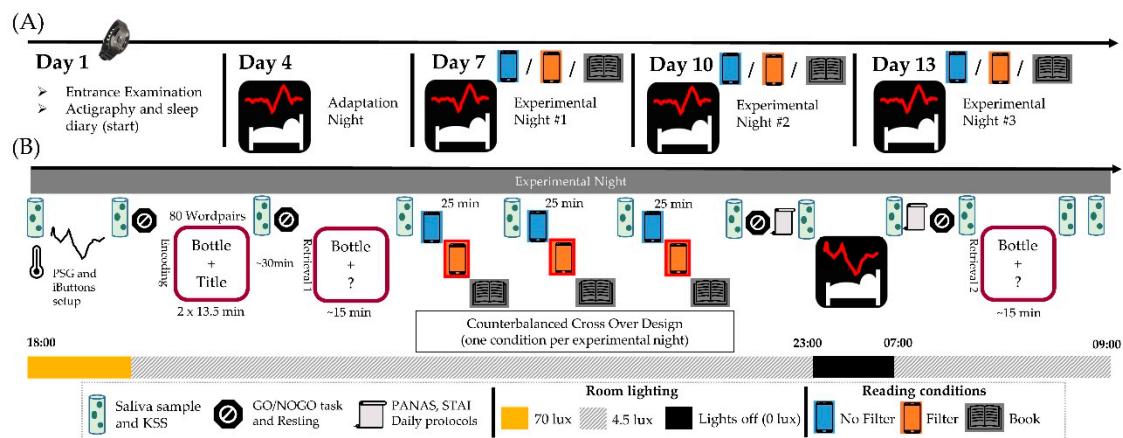 (A)
Day 1
Day 4
Day 7
/ /
Day 10
/ /
Day 13
/ /
➢ Entrance Examination
➢ Actigraphy and sleep
diary (start)
Adaptation
Night
Experimental
Night #1
Experimental
Night #2
Experimental
Night #3
(B)
Experimental Night
PSG and
iButtons
setup
80 Wordpairs
Encoding
Bottle
+
Title
2 x 13.5 min
~30min
Retrieval 1
Bottle
+
?
~15 min
25 min
25 min
25 min
Counterbalanced Cross Over Design
(one condition per experimental night)
Retrieval 2
Bottle
+
?
~15 min
18:00
23:00
07:00
09:00
Saliva sample
and KSS
GO/NOGO task
and Resting
PANAS, STAI
Daily protocols
Room lighting
70 lux
4.5 lux
Lights off (0 lux)
Reading conditions
No Filter
Filter
Book